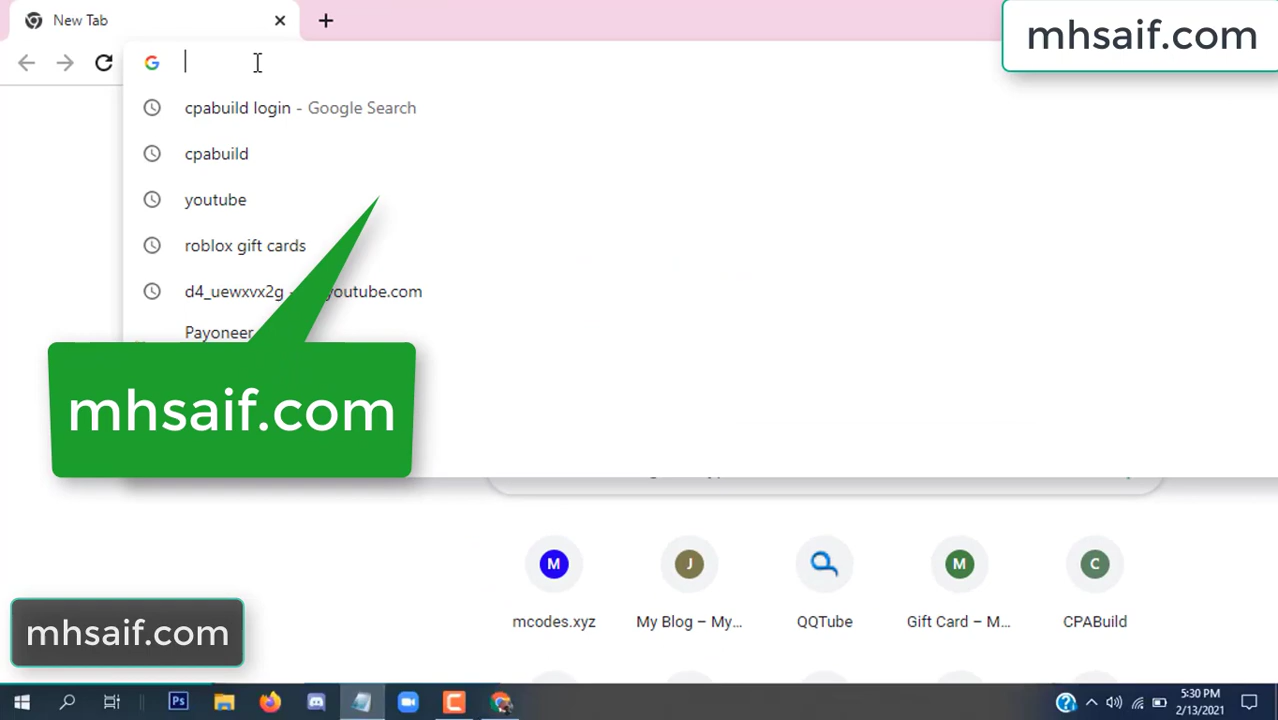 New Tab
mhsaif.com
cpabuild login - Google Search
cpabuild
youtube
roblox gift cards
d4_uewxvx2g - youtube.com
Payoneer
mhsaif.com
mcodes.xyz
My Blog – My...
QQTube
Gift Card – M...
CPABuild
M
J
M
C
mhsaif.com
Ps
5:30 PM
2/13/2021